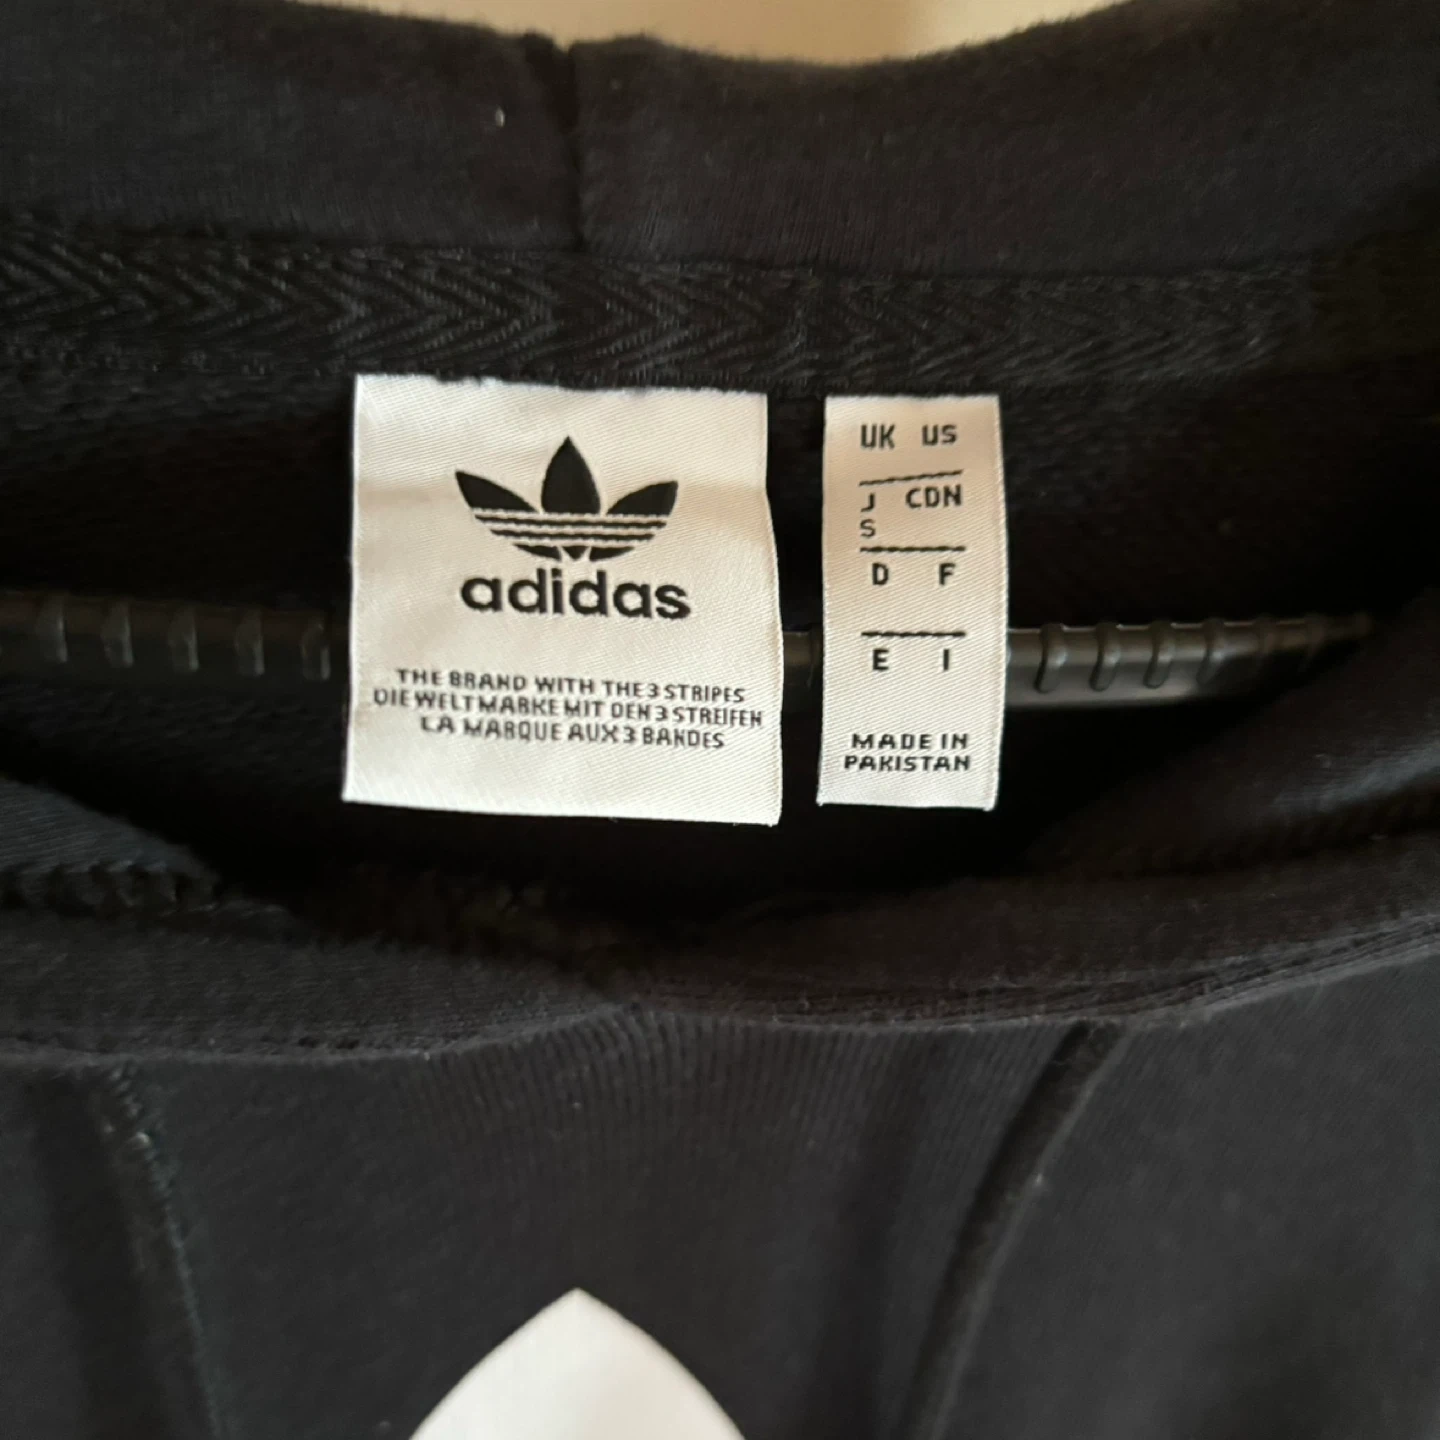 adidas
THE BRAND WITH THE 3 STRIPES
DIE WELTMARKE MIT DEN 3 STREIFEN
LA MARQUE AUX 3 BANDES
UK US
J CDN
S
D F
E I
MADE IN
PAKISTAN